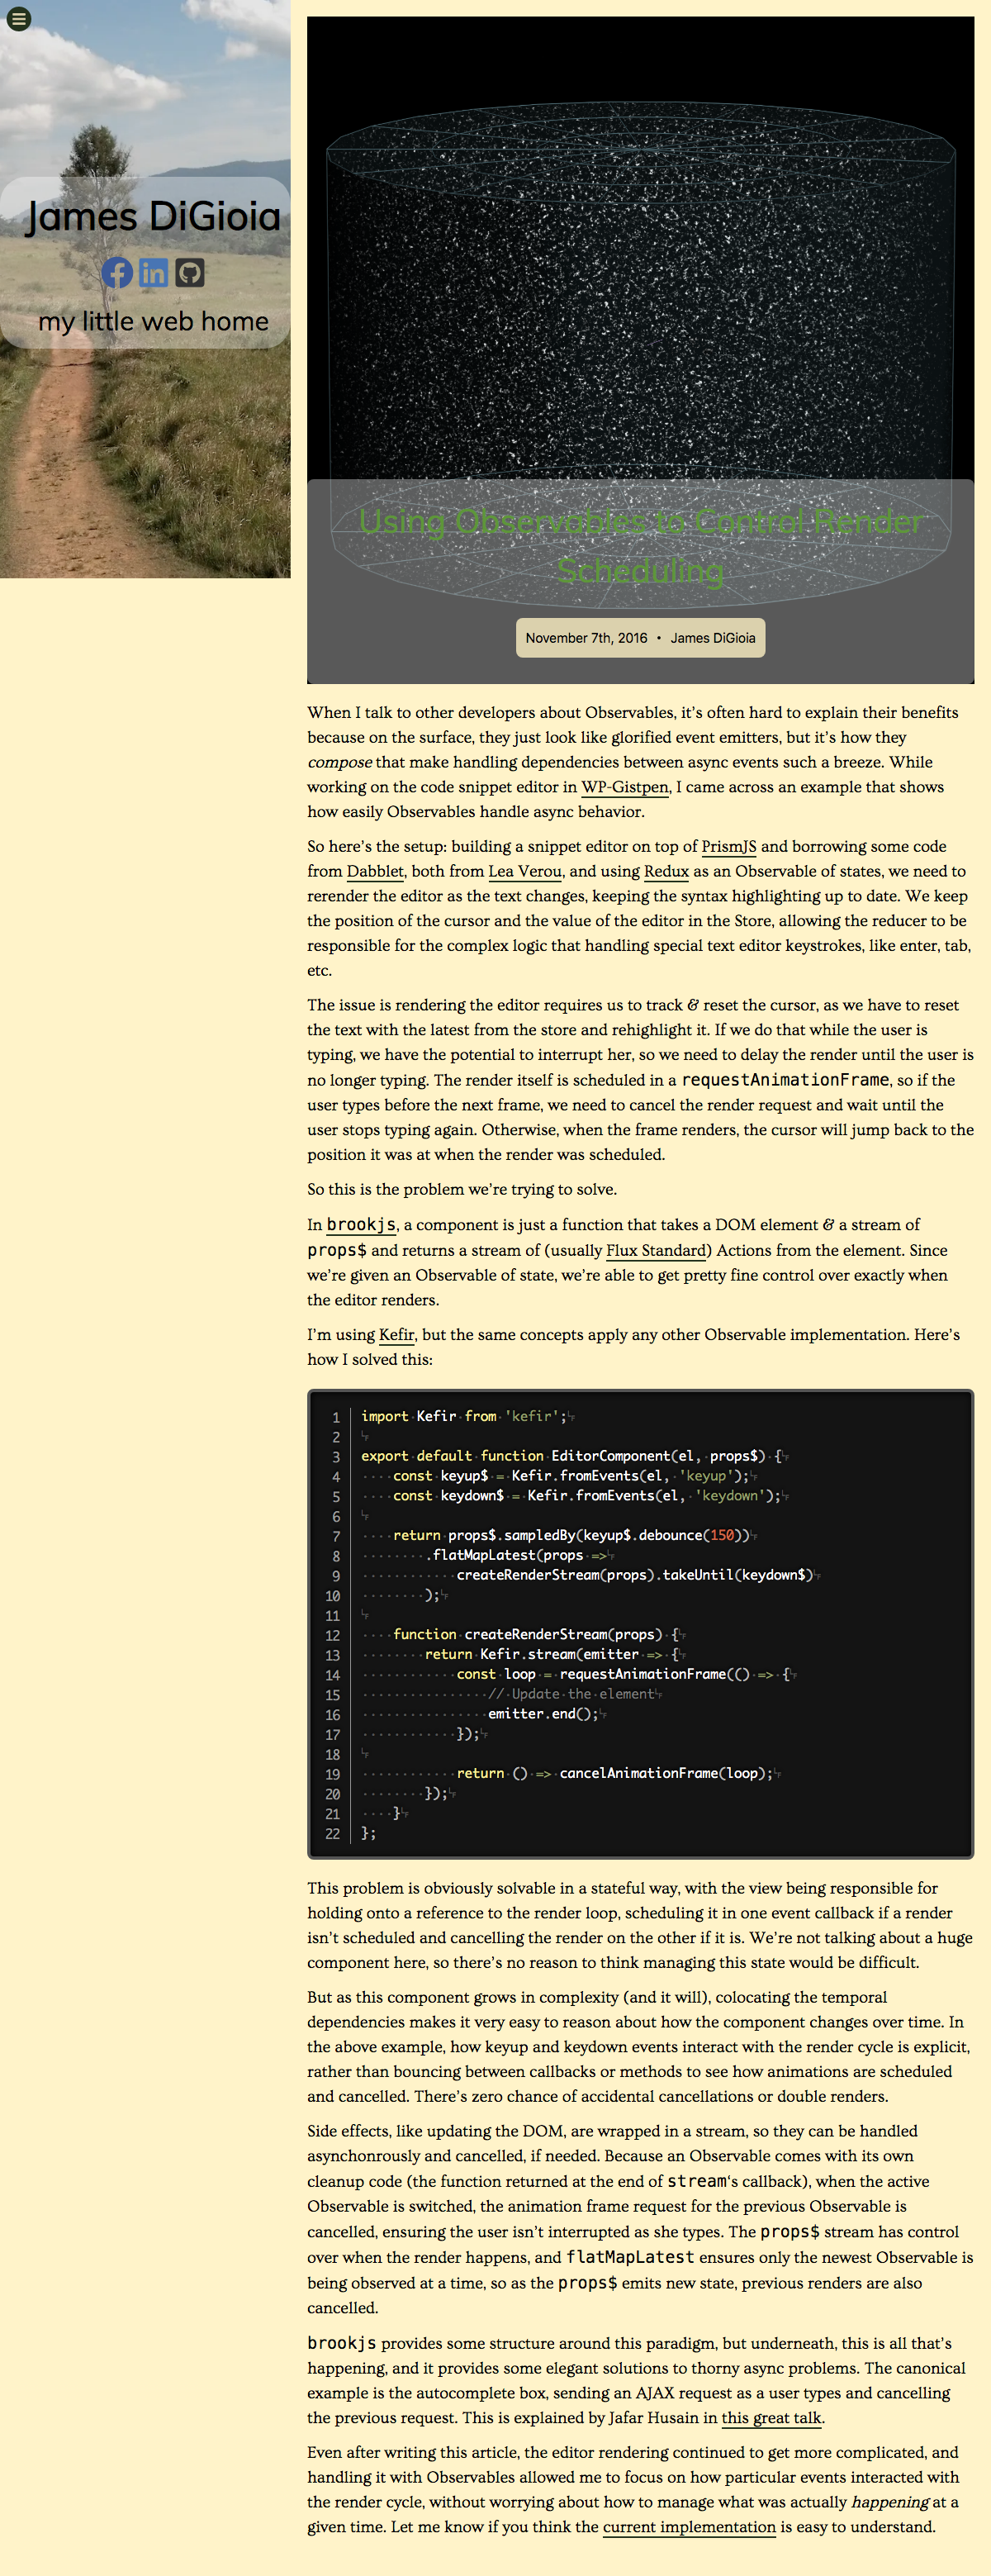 James DiGioia
my little web home
Using Observables to Control Render
Scheduling
November 7th, 2016 • James DiGioia
When I talk to other developers about Observables, it’s often hard to explain their benefits
because on the surface, they just look like glorified event emitters, but it’s how they
compose that make handling dependencies between async events such a breeze. While
working on the code snippet editor in WP-Gistpen, I came across an example that shows
how easily Observables handle async behavior.
So here’s the setup: building a snippet editor on top of PrismJS and borrowing some code
from Dabblet, both from Lea Verou, and using Redux as an Observable of states, we need to
rerender the editor as the text changes, keeping the syntax highlighting up to date. We keep
the position of the cursor and the value of the editor in the Store, allowing the reducer to be
responsible for the complex logic that handling special text editor keystrokes, like enter, tab,
etc.
The issue is rendering the editor requires us to track & reset the cursor, as we have to reset
the text with the latest from the store and rehighlight it. If we do that while the user is
typing, we have the potential to interrupt her, so we need to delay the render until the user is
no longer typing. The render itself is scheduled in a requestAnimationFrame, so if the
user types before the next frame, we need to cancel the render request and wait until the
user stops typing again. Otherwise, when the frame renders, the cursor will jump back to the
position it was at when the render was scheduled.
So this is the problem we’re trying to solve.
In brookjs, a component is just a function that takes a DOM element & a stream of
props$ and returns a stream of (usually Flux Standard) Actions from the element. Since
we’re given an Observable of state, we’re able to get pretty fine control over exactly when
the editor renders.
I’m using Kefir, but the same concepts apply any other Observable implementation. Here’s
how I solved this:
1 import Kefir from 'kefir';
2
3 export default function EditorComponent(el, props$) {
4     const keyup$ = Kefir.fromEvents(el, 'keyup');
5     const keydown$ = Kefir.fromEvents(el, 'keydown');
6
7     return props$.sampledBy(keyup$.debounce(150))
8         .flatMapLatest(props =>
9             createRenderStream(props).takeUntil(keydown$)
10         );
11
12     function createRenderStream(props) {
13         return Kefir.stream(emitter => {
14             const loop = requestAnimationFrame(() => {
15                 // Update the element
16                 emitter.end();
17             });
18
19             return () => cancelAnimationFrame(loop);
20         });
21     }
22 };
This problem is obviously solvable in a stateful way, with the view being responsible for
holding onto a reference to the render loop, scheduling it in one event callback if a render
isn’t scheduled and cancelling the render on the other if it is. We’re not talking about a huge
component here, so there’s no reason to think managing this state would be difficult.
But as this component grows in complexity (and it will), colocating the temporal
dependencies makes it very easy to reason about how the component changes over time. In
the above example, how keyup and keydown events interact with the render cycle is explicit,
rather than bouncing between callbacks or methods to see how animations are scheduled
and cancelled. There’s zero chance of accidental cancellations or double renders.
Side effects, like updating the DOM, are wrapped in a stream, so they can be handled
asynchonrously and cancelled, if needed. Because an Observable comes with its own
cleanup code (the function returned at the end of stream‘s callback), when the active
Observable is switched, the animation frame request for the previous Observable is
cancelled, ensuring the user isn’t interrupted as she types. The props$ stream has control
over when the render happens, and flatMapLatest ensures only the newest Observable is
being observed at a time, so as the props$ emits new state, previous renders are also
cancelled.
brookjs provides some structure around this paradigm, but underneath, this is all that’s
happening, and it provides some elegant solutions to thorny async problems. The canonical
example is the autocomplete box, sending an AJAX request as a user types and cancelling
the previous request. This is explained by Jafar Husain in this great talk.
Even after writing this article, the editor rendering continued to get more complicated, and
handling it with Observables allowed me to focus on how particular events interacted with
the render cycle, without worrying about how to manage what was actually happening at a
given time. Let me know if you think the current implementation is easy to understand.